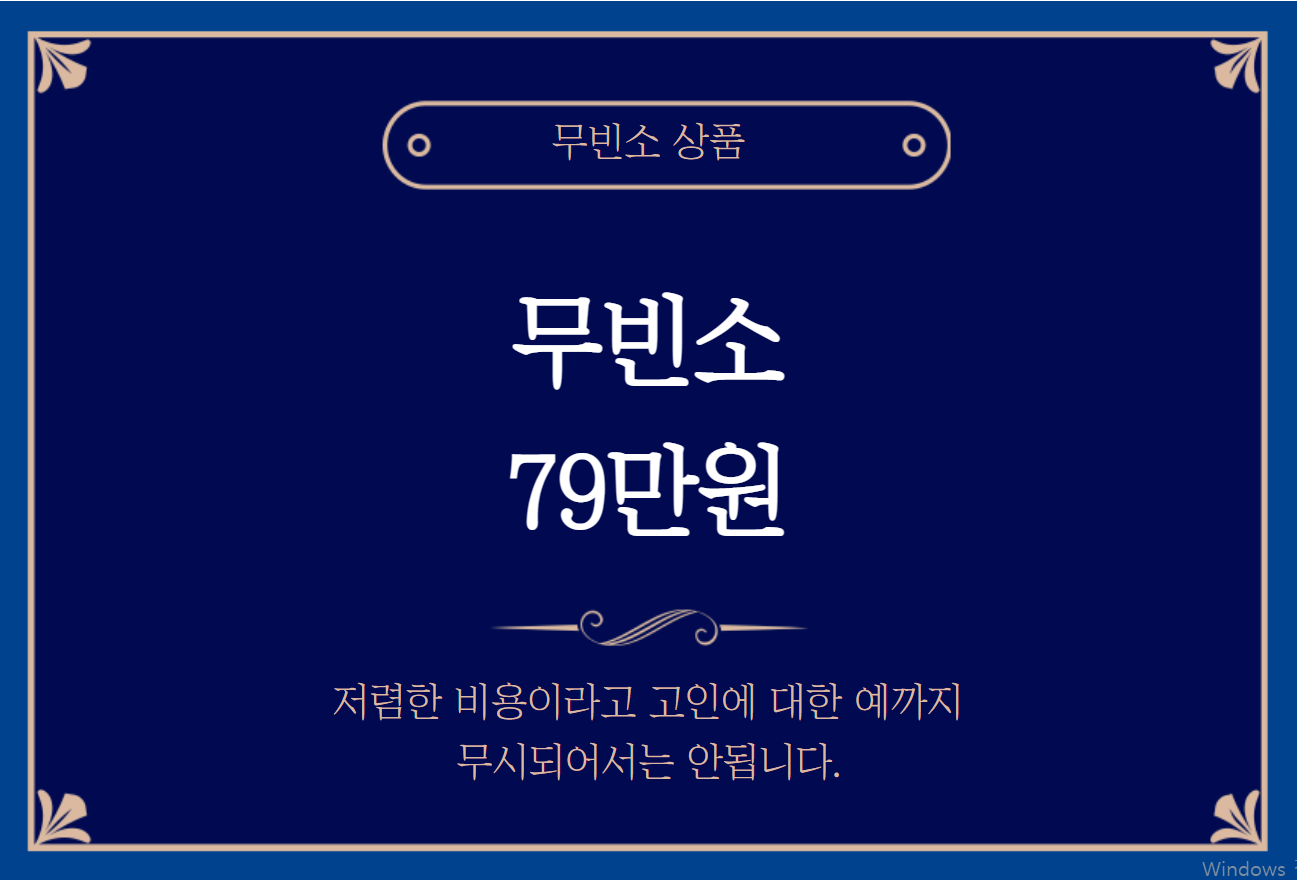 무빈소 상품
무빈소
79만원
저렴한 비용이라고 고인에 대한 예까지
무시되어서는 안됩니다.
Windows